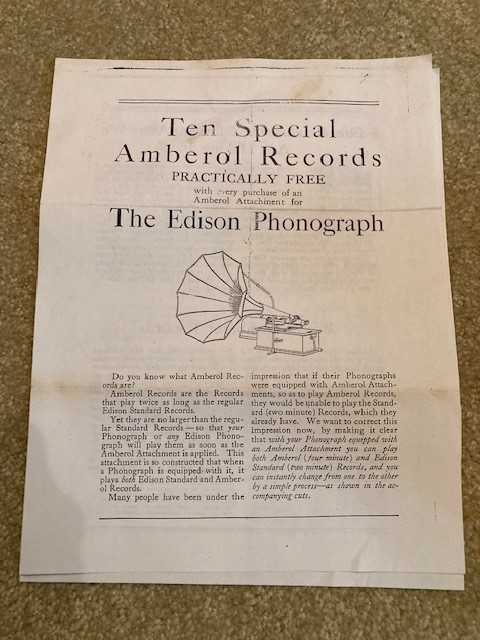 Ten Special
Amberol Records
PRACTICALLY FREE
with every purchase of an
Amberol Attachment for
The Edison Phonograph
Do you know what Amberol Rec-
ords are?
Amberol Records are the Records
that play twice as long as the regular
Edison Standard Records.
Yet they are no larger than the regu-
lar Standard Records—so that your
Phonograph or any Edison Phono-
graph will play them as soon as the
Amberol Attachment is applied. This
attachment is so constructed that when
a Phonograph is equipped with it, it
plays both Edison Standard and Amber-
ol Records.
Many people have been under the
impression that if their Phonographs
were equipped with Amberol Attach-
ments, so as to play Amberol Records,
they would be unable to play the Stand-
ard (two minute) Records, which they
already have. We want to correct this
impression now, by making it clear
that with your Phonograph equipped with
an Amberol Attachment you can play
both Amberol (four minute) and Edison
Standard (two minute) Records, and you
can instantly change from one to the other
by a simple process—as shown in the ac-
companying cuts.